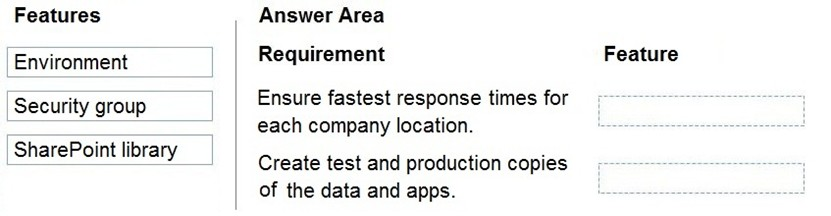 Features
Environment
Security group
SharePoint library
Answer Area
Requirement
Feature
Ensure fastest response times for
each company location.
Create test and production copies
of the data and apps.